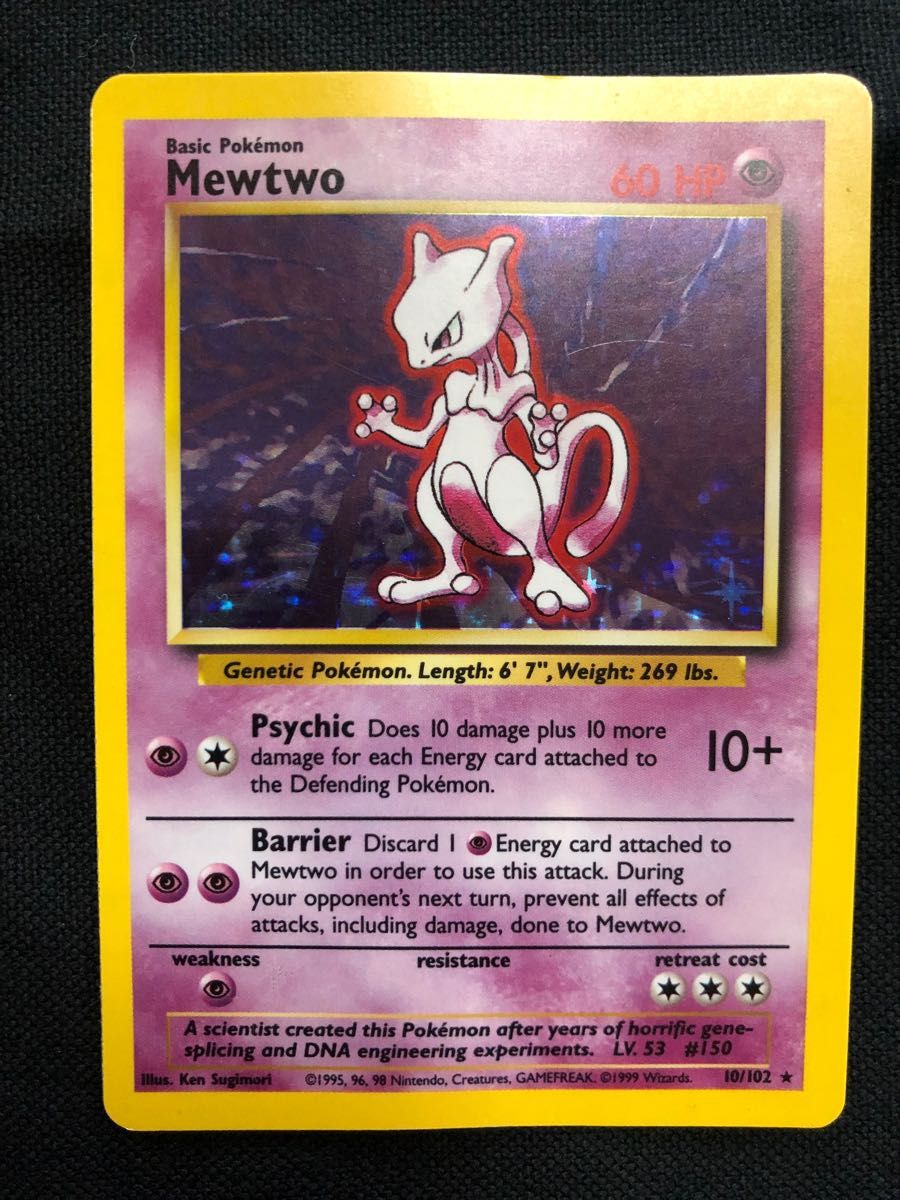 Basic Pokémon
Mewtwo 60 HP
Genetic Pokémon. Length: 6' 7", Weight: 269 lbs.
Psychic Does 10 damage plus 10 more
damage for each Energy card attached to
the Defending Pokémon.
10+
Barrier Discard 1 Energy card attached to
Mewtwo in order to use this attack. During
your opponent's next turn, prevent all effects of
attacks, including damage, done to Mewtwo.
weakness resistance retreat cost
A scientist created this Pokémon after years of horrific gene-
splicing and DNA engineering experiments. LV. 53 #150
Illus. Ken Sugimori ©1995, 96, 98 Nintendo, Creatures, GAMEFREAK. ©1999 Wizards. 10/102 ★